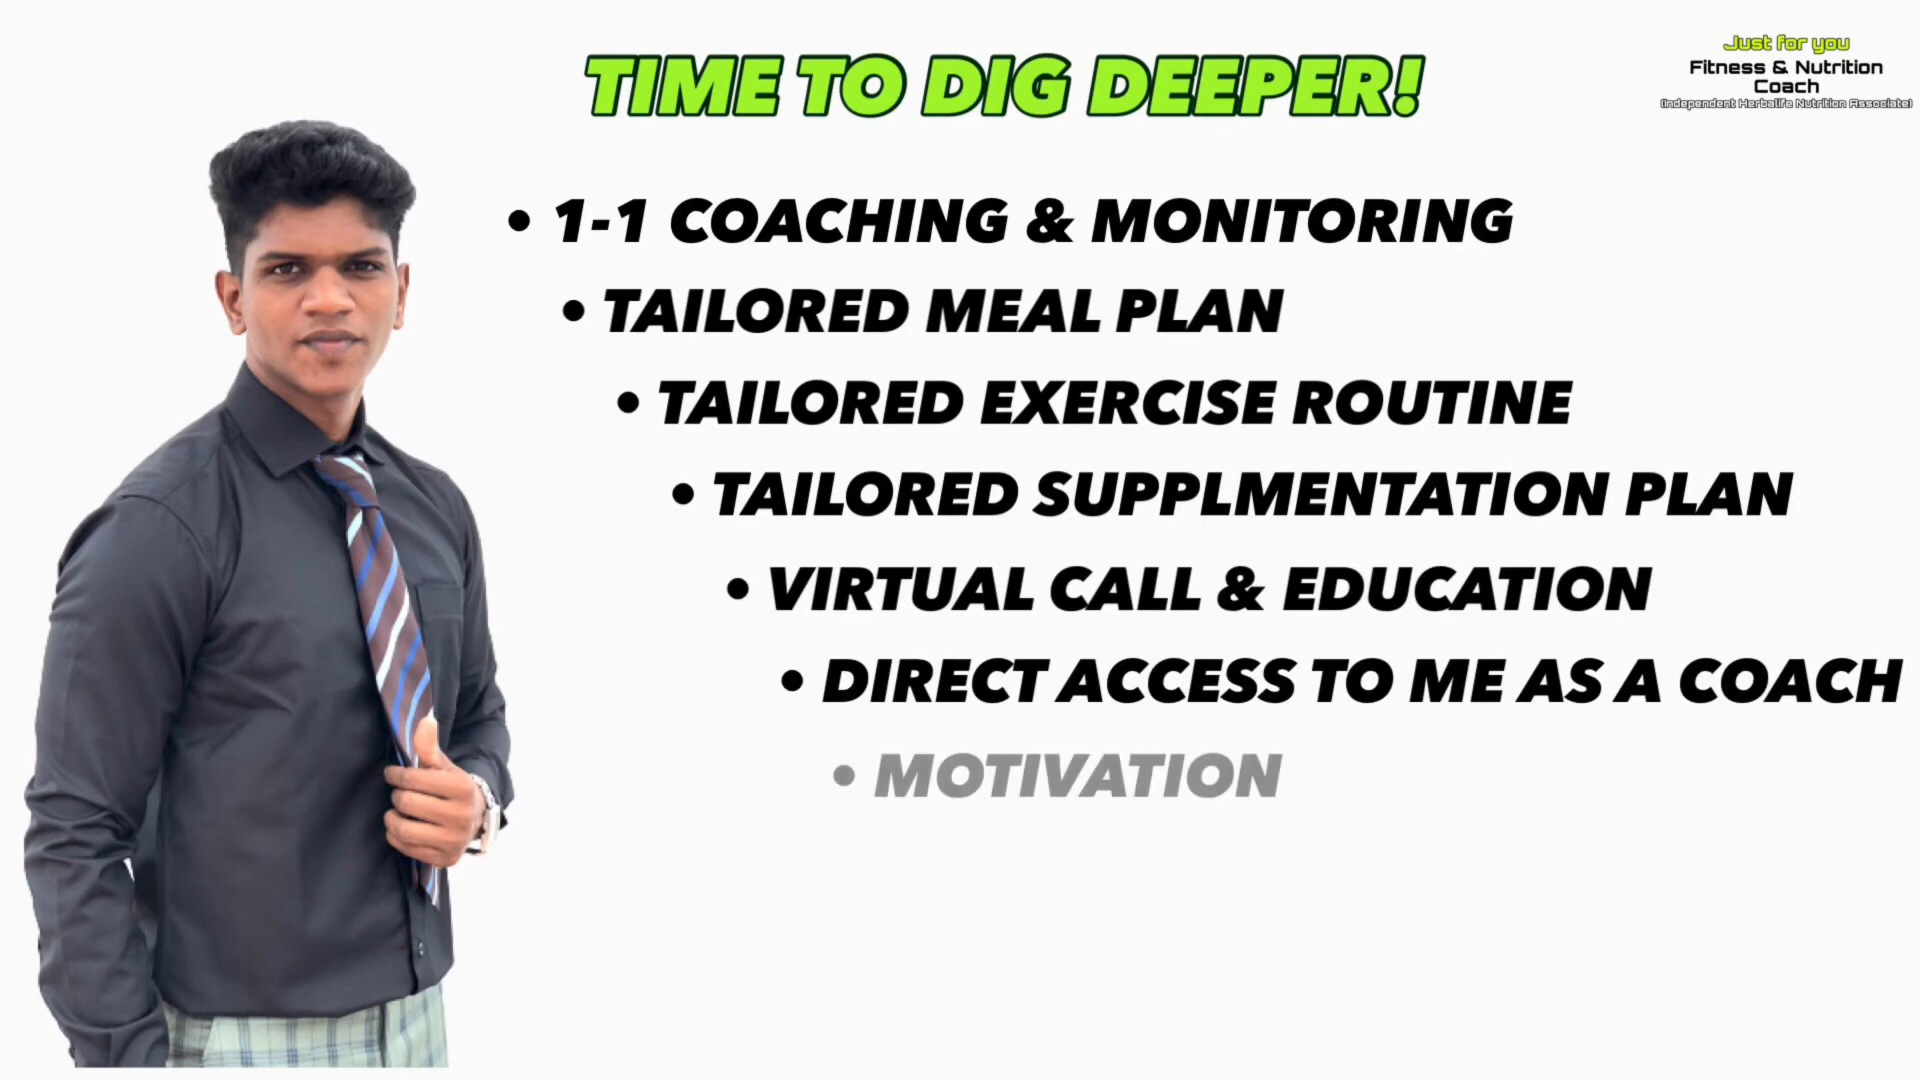 TIME TO DIG DEEPER!
Just for you
Fitness & Nutrition
Coach
(Independent Herbalife Nutrition Associate)
• 1-1 COACHING & MONITORING
• TAILORED MEAL PLAN
• TAILORED EXERCISE ROUTINE
• TAILORED SUPPLMENTATION PLAN
• VIRTUAL CALL & EDUCATION
• DIRECT ACCESS TO ME AS A COACH
• MOTIVATION